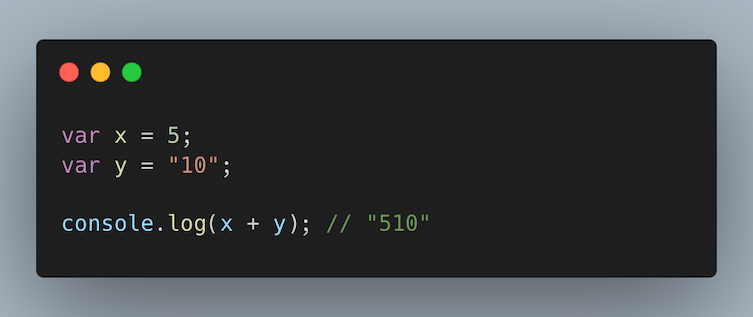 var x = 5;
var y = "10";
console.log(x + y); // "510"